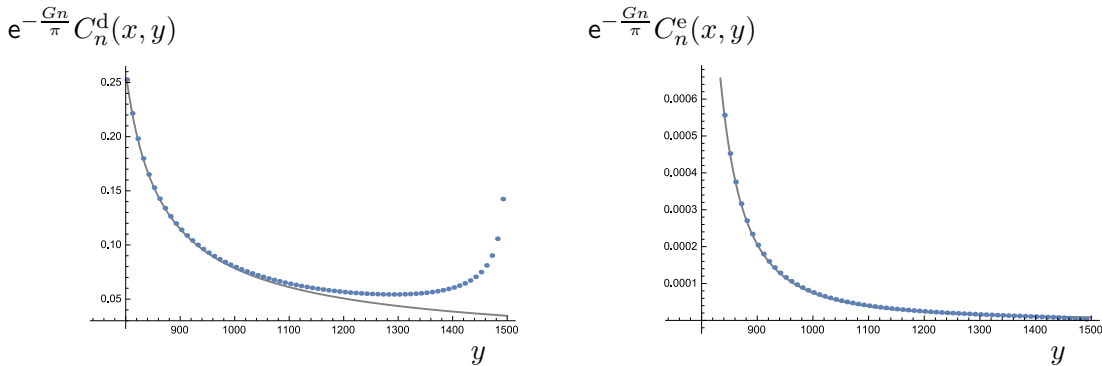 $\mathsf{e}^{-\frac{Gn}{\pi}} C_n^{\mathrm{d}}(x, y)$
0.25
0.20
0.15
0.10
0.05
900 1000 1100 1200 1300 1400 1500
y
$\mathsf{e}^{-\frac{Gn}{\pi}} C_n^{\mathrm{e}}(x, y)$
0.0006
0.0005
0.0004
0.0003
0.0002
0.0001
900 1000 1100 1200 1300 1400 1500
y